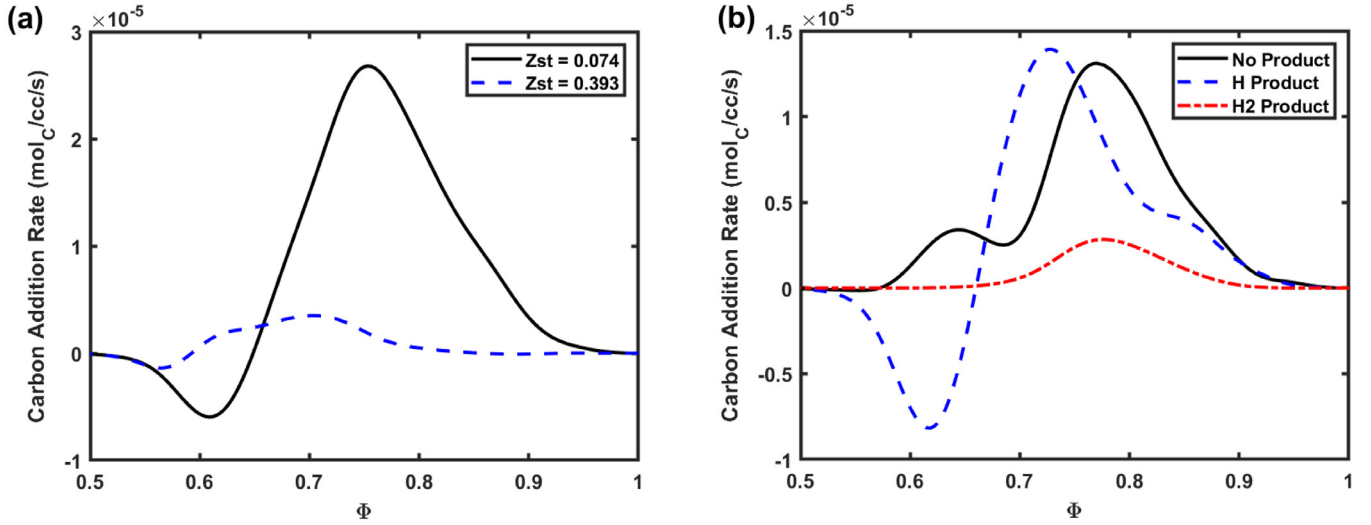 (a)
×10⁻⁵
3
2
1
0
-1
Carbon Addition Rate (mol_C/cc/s)
Zst = 0.074
Zst = 0.393
0.5 0.6 0.7 0.8 0.9 1
Φ
(b)
×10⁻⁵
1.5
1
0.5
0
-0.5
-1
Carbon Addition Rate (mol_C/cc/s)
No Product
H Product
H2 Product
0.5 0.6 0.7 0.8 0.9 1
Φ